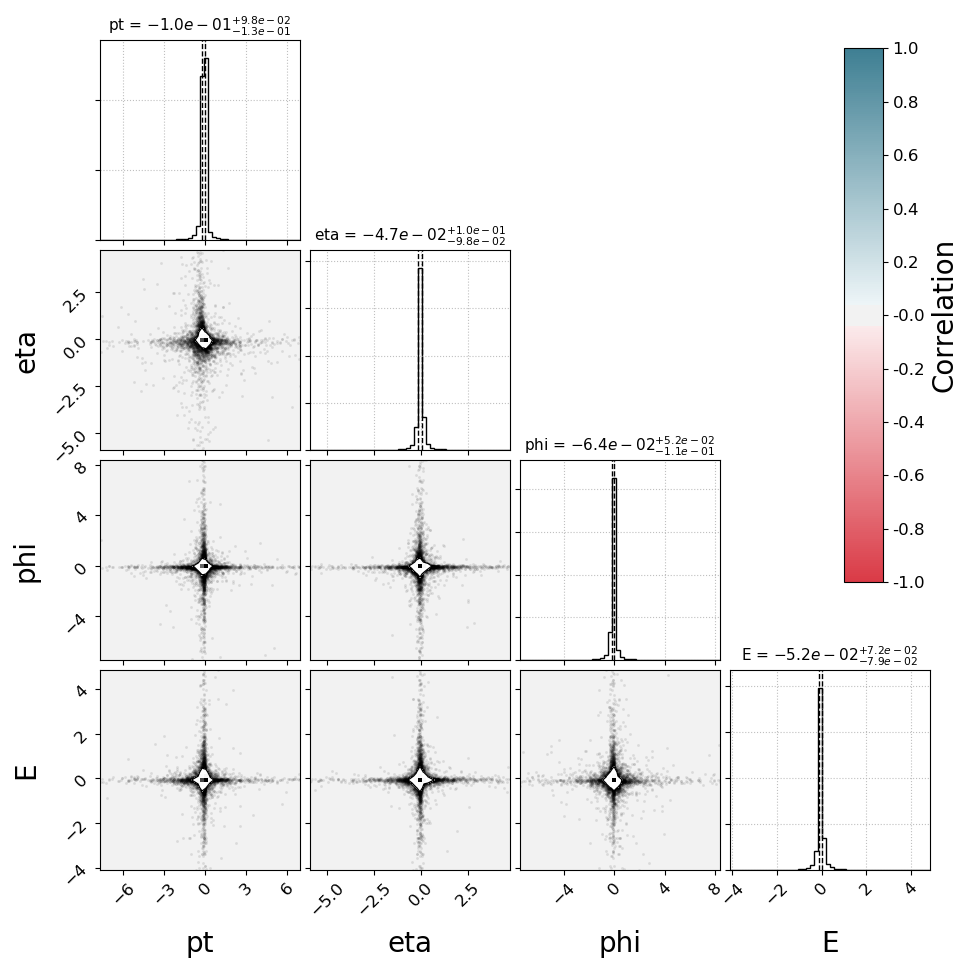 pt = −1.0e − 01+9.8e−02 −1.3e−01
1.0
0.8
0.6
0.4
0.2
-0.0
-0.2
-0.4
-0.6
-0.8
-1.0
Correlation
eta = −4.7e − 02+1.0e−01 −9.8e−02
eta
2.5
0.0
−2.5
−5.0
phi = −6.4e − 02+5.2e−02 −1.1e−01
phi
8
4
0
−4
E = −5.2e − 02+7.2e−02 −7.9e−02
E
4
2
0
−2
−4
−6 −3 0 3 6
−5.0 −2.5 0.0 2.5
−4 0 4 8
−4 −2 0 2 4
pt eta phi E